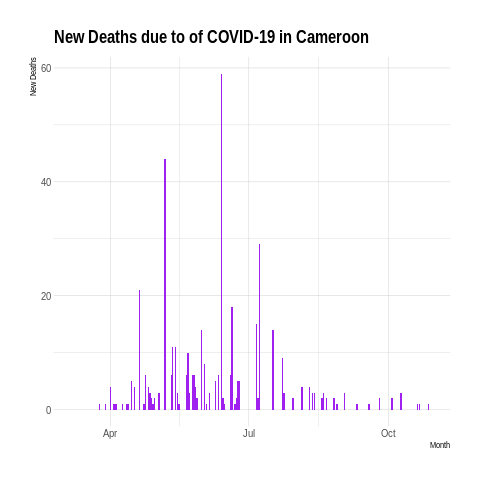 New Deaths due to of COVID-19 in Cameroon
New Deaths
60
40
20
0
Apr
Jul
Oct
Month